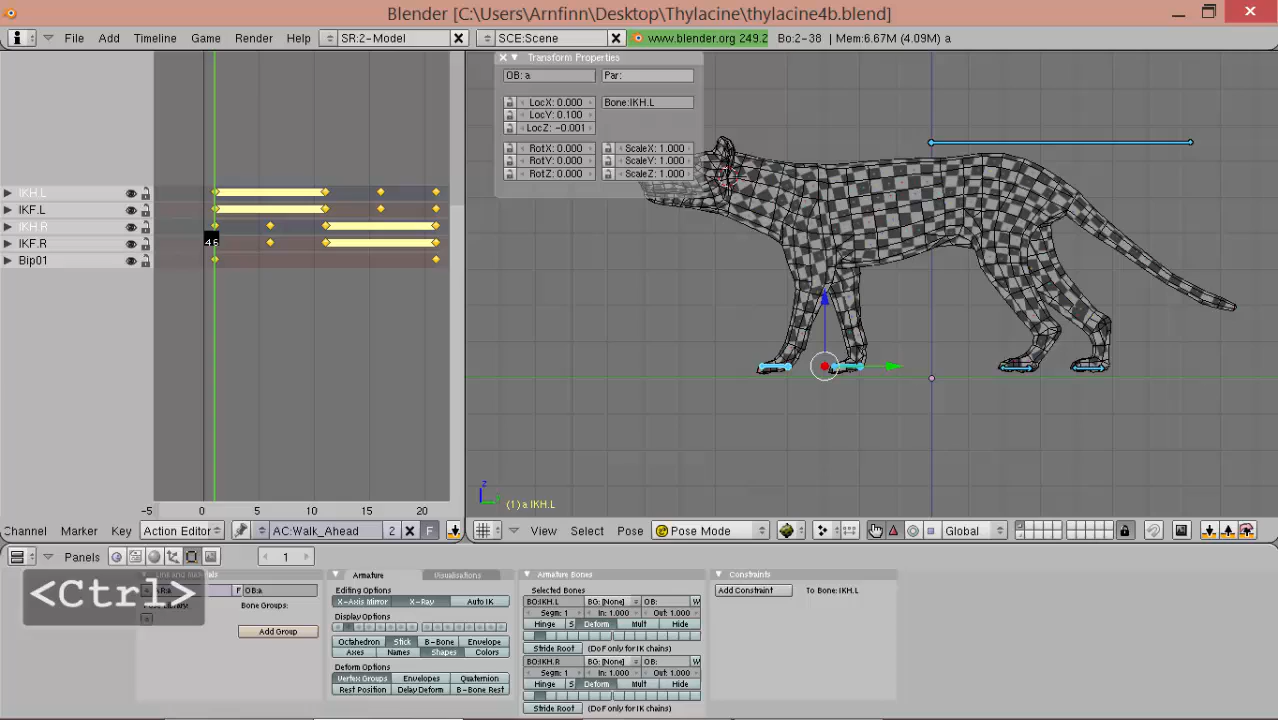 Blender [C:\Users\Arnfinn\Desktop\Thylacine\thylacine4b.blend]
File Add Timeline Game Render Help SR:2-Model SCE:Scene www.blender.org 249.2 Bo:2-38 | Mem:6.67M (4.09M) a
Transform Properties
OB: a Par:
LocX: 0.000 Bone:IKH.L
LocY: 0.100
LocZ: -0.001
RotX: 0.000 ScaleX: 1.000
RotY: 0.000 ScaleY: 1.000
RotZ: 0.000 ScaleZ: 1.000
IKH.L
IKF.L
IKH.R
IKF.R
Bip01
46
-5 0 5 10 15 20
(1) a IKH.L
z
Channel Marker Key Action Editor AC:Walk_Ahead 2 F
View Select Pose Pose Mode Global
Panels 1
<Ctrl>
Bone Groups:
Add Group
F OB:a
Armature Visualisations
Editing Options
X-Axis Mirror X-Ray Auto IK
Display Options
Octahedron Stick B-Bone Envelope
Axes Names Shapes Colors
Deform Options
Vertex Groups Envelopes Quaternion
Rest Position Delay Deform B-Bone Rest
Armature Bones
Selected Bones
BO:IKH.L BG: [None] OB: W
Segm: 1 In: 1.000 Out: 1.000
Hinge S Deform Mult Hide
Stride Root (DoF only for IK chains)
BO:IKH.R BG: [None] OB: W
Segm: 1 In: 1.000 Out: 1.000
Hinge S Deform Mult Hide
Stride Root (DoF only for IK chains)
Constraints
Add Constraint To Bone: IKH.L